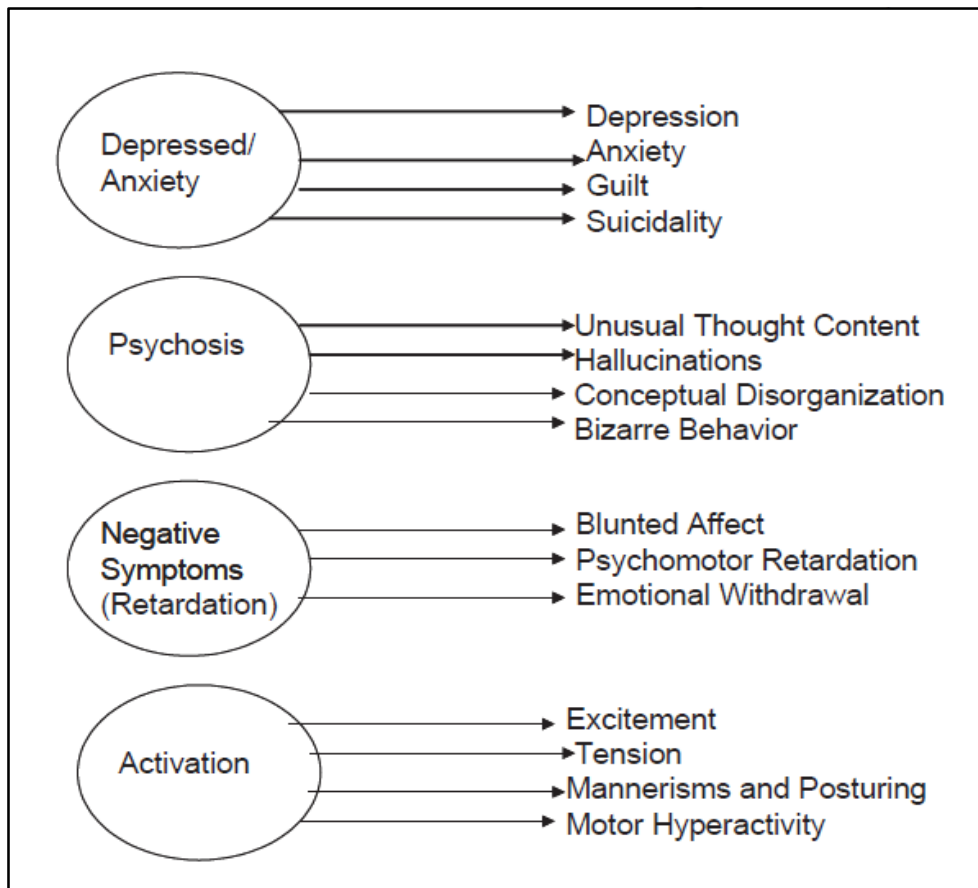 Depressed/
Anxiety
Depression
Anxiety
Guilt
Suicidality
Psychosis
Unusual Thought Content
Hallucinations
Conceptual Disorganization
Bizarre Behavior
Negative
Symptoms
(Retardation)
Blunted Affect
Psychomotor Retardation
Emotional Withdrawal
Activation
Excitement
Tension
Mannerisms and Posturing
Motor Hyperactivity